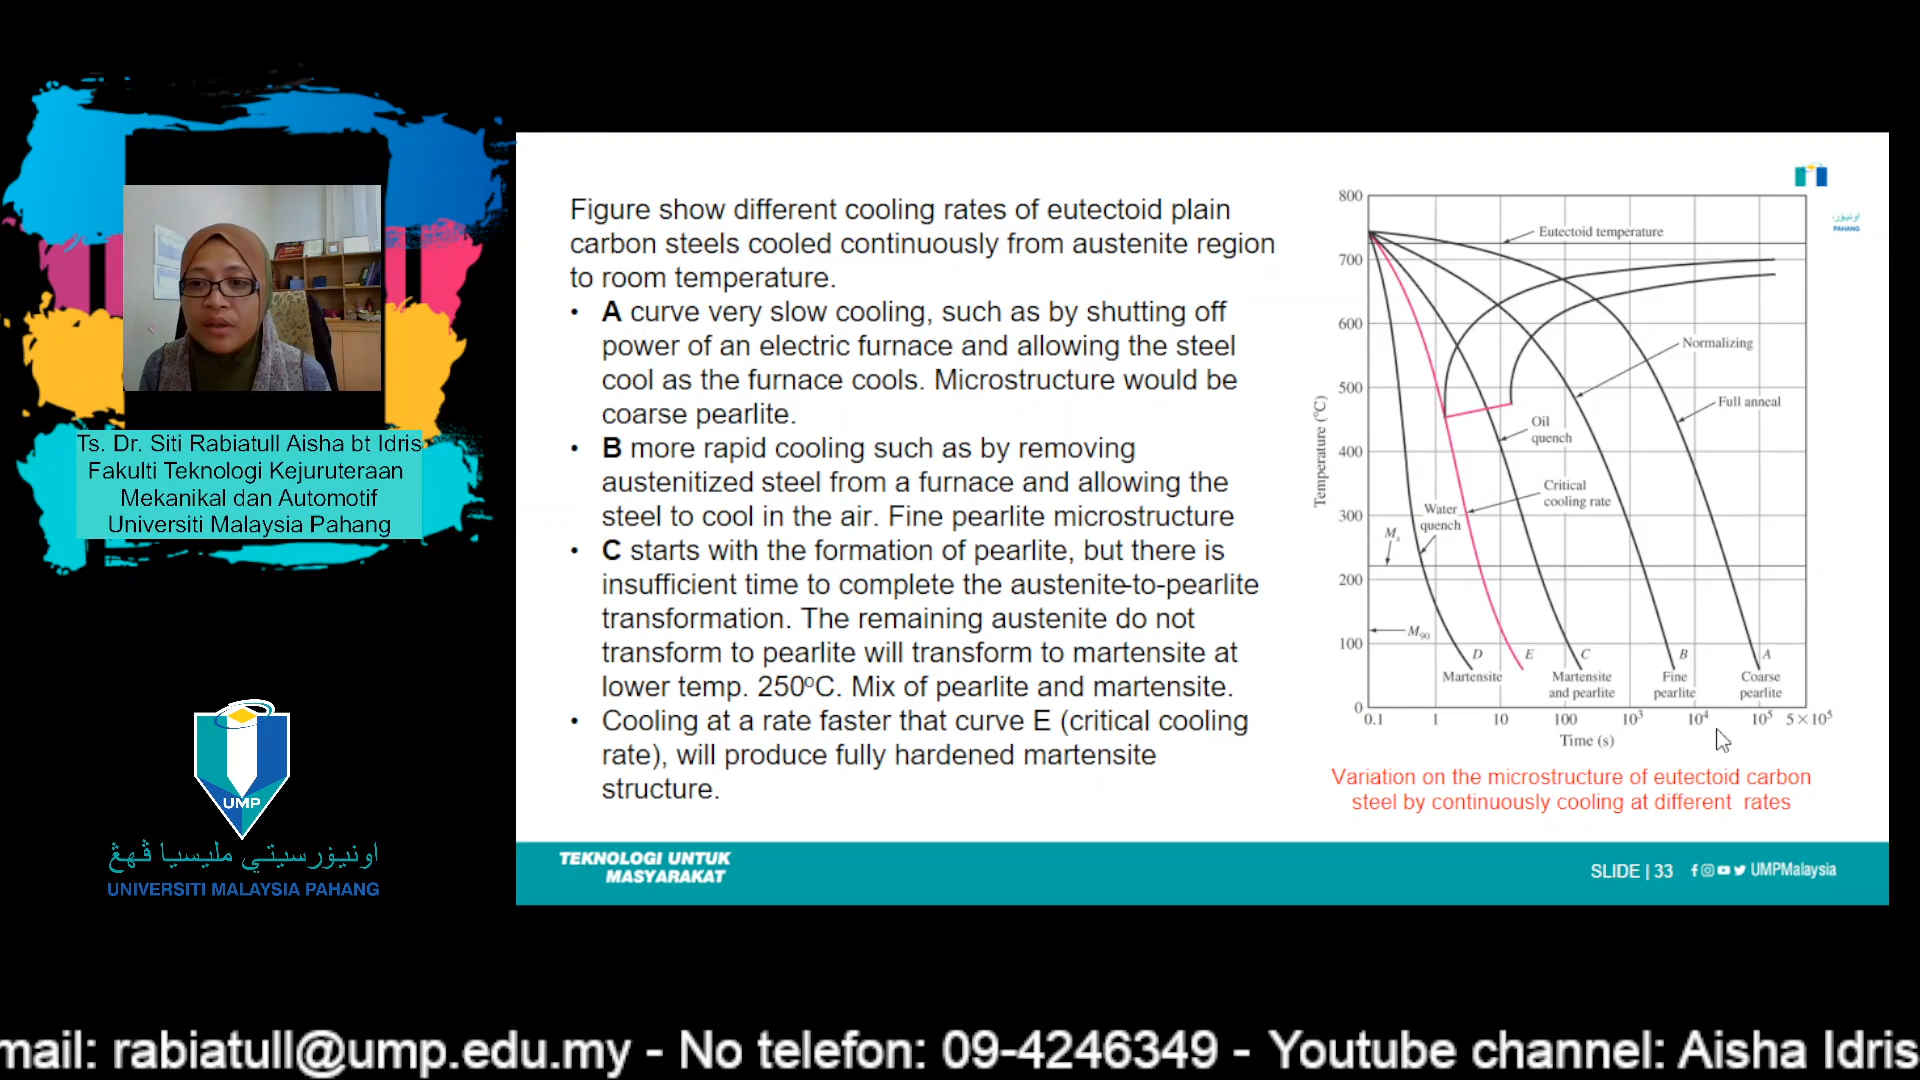 Ts. Dr. Siti Rabiatull Aisha bt Idris
Fakulti Teknologi Kejuruteraan
Mekanikal dan Automotif
Universiti Malaysia Pahang
UMP
اونيۏرسيتي مليسيا ڤهڠ
UNIVERSITI MALAYSIA PAHANG
Figure show different cooling rates of eutectoid plain
carbon steels cooled continuously from austenite region
to room temperature.
• A curve very slow cooling, such as by shutting off
power of an electric furnace and allowing the steel
cool as the furnace cools. Microstructure would be
coarse pearlite.
• B more rapid cooling such as by removing
austenitized steel from a furnace and allowing the
steel to cool in the air. Fine pearlite microstructure
• C starts with the formation of pearlite, but there is
insufficient time to complete the austenite-to-pearlite
transformation. The remaining austenite do not
transform to pearlite will transform to martensite at
lower temp. 250°C. Mix of pearlite and martensite.
• Cooling at a rate faster that curve E (critical cooling
rate), will produce fully hardened martensite
structure.
PAHANG
800
700
600
500
400
300
200
100
0
Temperature (°C)
Eutectoid temperature
Normalizing
Full anneal
Oil
quench
Critical
cooling rate
Water
quench
Ms
M90
D
E
C
B
A
Martensite
Martensite
and pearlite
Fine
pearlite
Coarse
pearlite
0.1 1 10 100 10³ 10⁴ 10⁵ 5×10⁵
Time (s)
Variation on the microstructure of eutectoid carbon
steel by continuously cooling at different rates
TEKNOLOGI UNTUK
MASYARAKAT
SLIDE | 33
UMPMalaysia
mail: rabiatull@ump.edu.my - No telefon: 09-4246349 - Youtube channel: Aisha Idris